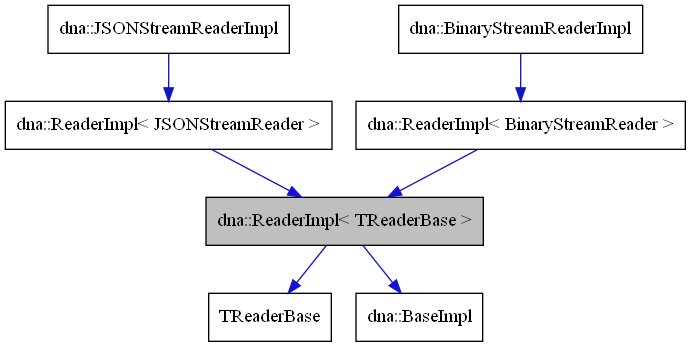 dna::JSONStreamReaderImpl
dna::BinaryStreamReaderImpl
dna::ReaderImpl< JSONStreamReader >
dna::ReaderImpl< BinaryStreamReader >
dna::ReaderImpl< TReaderBase >
TReaderBase
dna::BaseImpl